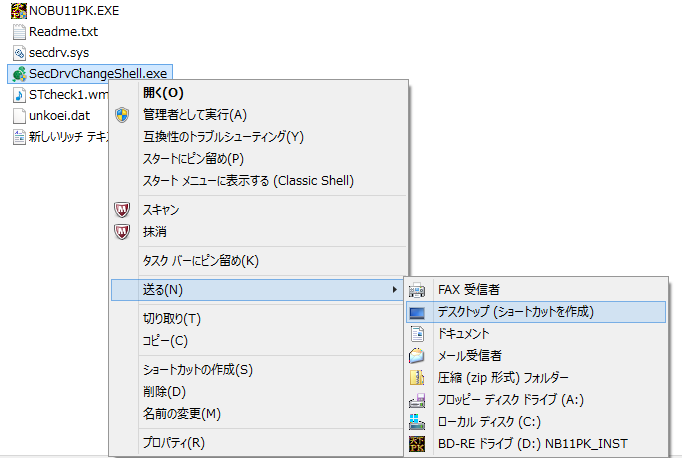 NOBU11PK.EXE
Readme.txt
secdrv.sys
SecDrvChangeShell.exe
STcheck1.wm
unkoei.dat
新しいリッチ テキス
開く(O)
管理者として実行(A)
互換性のトラブルシューティング(Y)
スタートにピン留め(P)
スタート メニューに表示する (Classic Shell)
スキャン
抹消
タスク バーにピン留め(K)
送る(N)
切り取り(T)
コピー(C)
ショートカットの作成(S)
削除(D)
名前の変更(M)
プロパティ(R)
FAX 受信者
デスクトップ (ショートカットを作成)
ドキュメント
メール受信者
圧縮 (zip 形式) フォルダー
フロッピー ディスク ドライブ (A:)
ローカル ディスク (C:)
BD-RE ドライブ (D:) NB11PK_INST